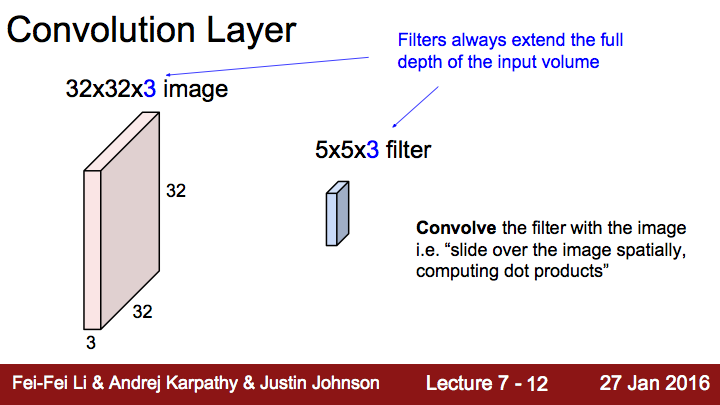 Convolution Layer
Filters always extend the full
depth of the input volume
32x32x3 image
5x5x3 filter
32
Convolve the filter with the image
i.e. “slide over the image spatially,
computing dot products”
32
3
Fei-Fei Li & Andrej Karpathy & Justin Johnson
Lecture 7 - 12
27 Jan 2016